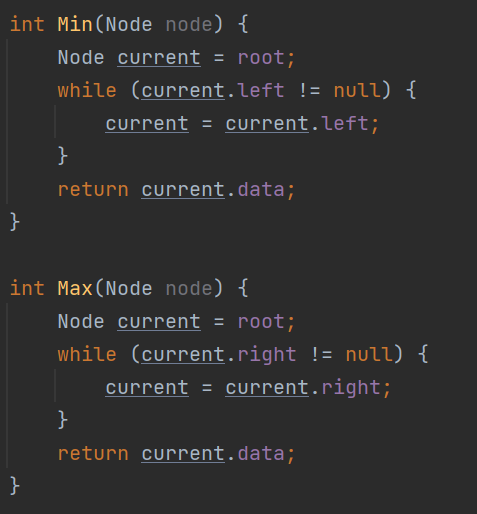 int Min(Node node) {
    Node current = root;
    while (current.left != null) {
        current = current.left;
    }
    return current.data;
}

int Max(Node node) {
    Node current = root;
    while (current.right != null) {
        current = current.right;
    }
    return current.data;
}